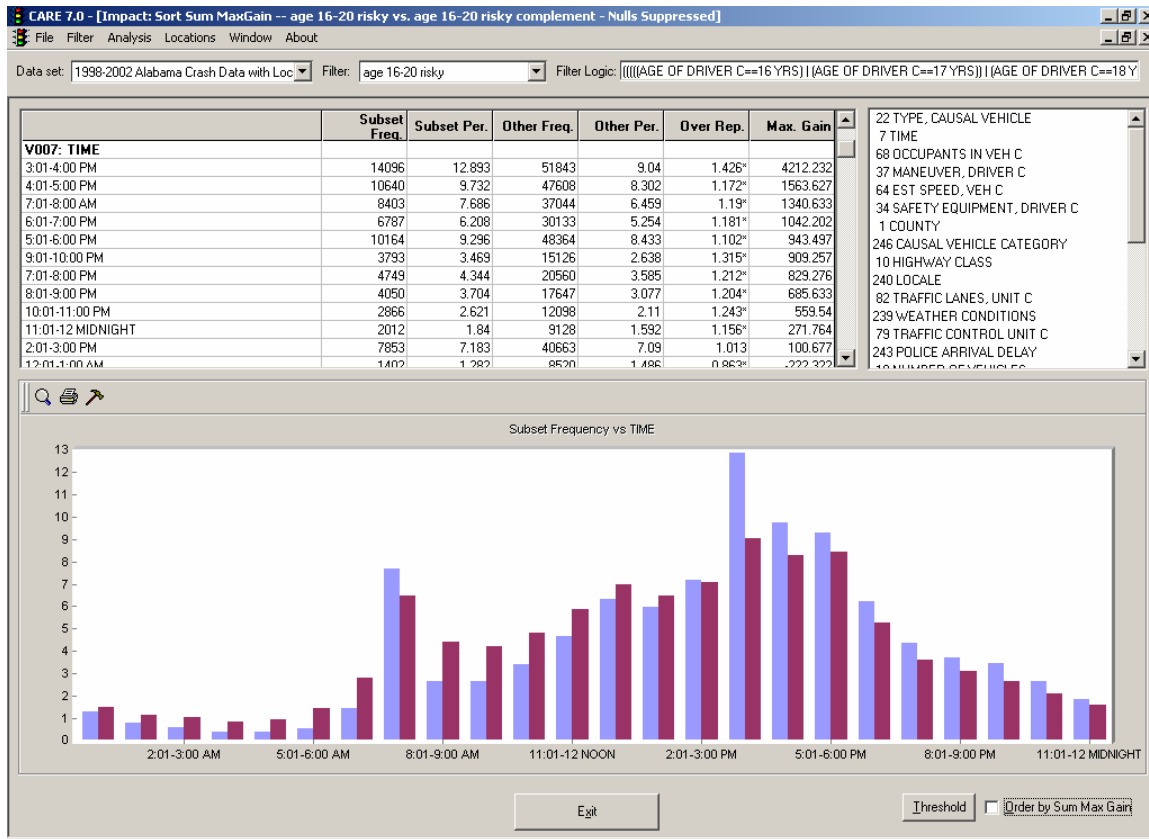 CARE 7.0 - [Impact: Sort Sum MaxGain -- age 16-20 risky vs. age 16-20 risky complement - Nulls Suppressed]
File Filter Analysis Locations Window About
Data set: 1998-2002 Alabama Crash Data with Loc Filter: age 16-20 risky Filter Logic: (((((AGE OF DRIVER C==16 YRS) | (AGE OF DRIVER C==17 YRS)) | (AGE OF DRIVER C==18 Y
Subset Freq. Subset Per. Other Freq. Other Per. Over Rep. Max. Gain
V007: TIME
3:01-4:00 PM 14096 12.893 51843 9.04 1.426* 4212.232
4:01-5:00 PM 10640 9.732 47608 8.302 1.172* 1563.627
7:01-8:00 AM 8403 7.686 37044 6.459 1.19* 1340.633
6:01-7:00 PM 6787 6.208 30133 5.254 1.181* 1042.202
5:01-6:00 PM 10164 9.296 48364 8.433 1.102* 943.497
9:01-10:00 PM 3793 3.469 15126 2.638 1.315* 909.257
7:01-8:00 PM 4749 4.344 20560 3.585 1.212* 829.276
8:01-9:00 PM 4050 3.704 17647 3.077 1.204* 685.633
10:01-11:00 PM 2866 2.621 12098 2.11 1.243* 559.54
11:01-12 MIDNIGHT 2012 1.84 9128 1.592 1.156* 271.764
2:01-3:00 PM 7853 7.183 40663 7.09 1.013 100.677
12:01-1:00 AM 1402 1.282 8520 1.486 0.863* -222.322
22 TYPE, CAUSAL VEHICLE
7 TIME
68 OCCUPANTS IN VEH C
37 MANEUVER, DRIVER C
64 EST SPEED, VEH C
34 SAFETY EQUIPMENT, DRIVER C
1 COUNTY
246 CAUSAL VEHICLE CATEGORY
10 HIGHWAY CLASS
240 LOCALE
82 TRAFFIC LANES, UNIT C
239 WEATHER CONDITIONS
79 TRAFFIC CONTROL UNIT C
243 POLICE ARRIVAL DELAY
NUMBER OF VEHICLES
Subset Frequency vs TIME
13
12
11
10
9
8
7
6
5
4
3
2
1
0
2:01-3:00 AM 5:01-6:00 AM 8:01-9:00 AM 11:01-12 NOON 2:01-3:00 PM 5:01-6:00 PM 8:01-9:00 PM 11:01-12 MIDNIGHT
Exit Threshold Order by Sum Max Gain